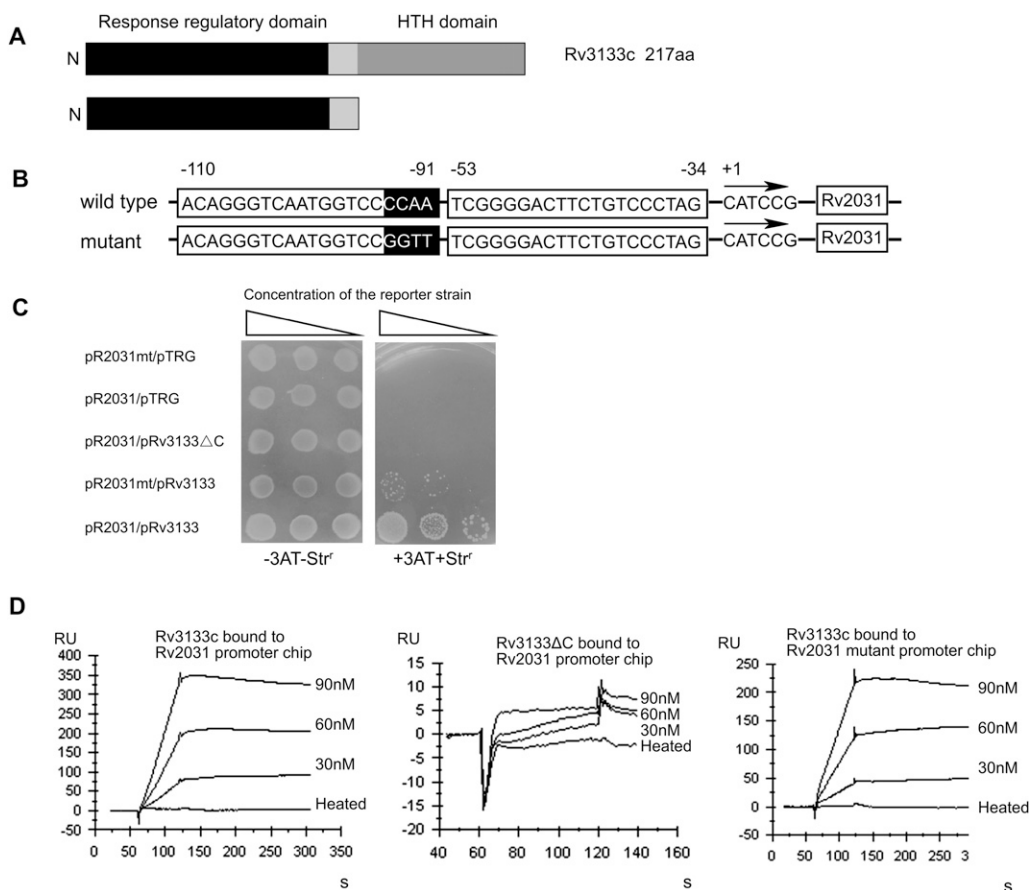 A
Response regulatory domain HTH domain
N Rv3133c 217aa
N
B
-110 -91 -53 -34 +1
wild type ACAGGGTCAATGGTCCCCAA TCGGGGACTTCTGTCCCTAG CATCCG Rv2031
mutant ACAGGGTCAATGGTCCGGTT TCGGGGACTTCTGTCCCTAG CATCCG Rv2031
C
Concentration of the reporter strain
pR2031mt/pTRG
pR2031/pTRG
pR2031/pRv3133△C
pR2031mt/pRv3133
pR2031/pRv3133
-3AT-Strʳ +3AT+Strʳ
D
RU
Rv3133c bound to
Rv2031 promoter chip
400
350
300
250
200
150
100
50
0
-50
90nM
60nM
30nM
Heated
0 50 100 150 200 250 300 350
s
RU
Rv3133ΔC bound to
Rv2031 promoter chip
15
10
5
0
-5
-10
-15
-20
90nM
60nM
30nM
Heated
40 60 80 100 120 140 160
s
RU
Rv3133c bound to
Rv2031 mutant promoter chip
250
200
150
100
50
0
-50
90nM
60nM
30nM
Heated
0 50 100 150 200 250 3
s